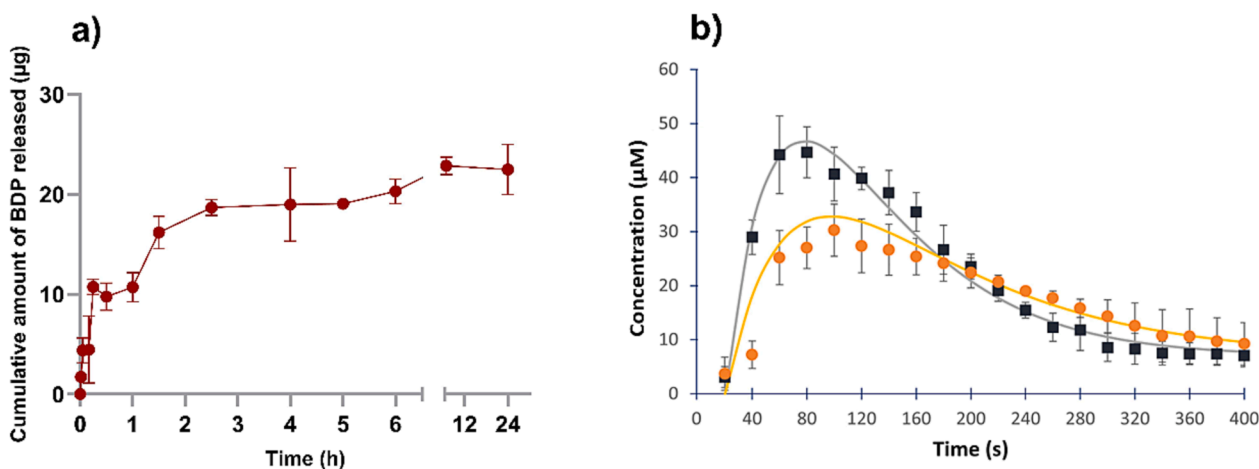 a)
Cumulative amount of BDP released (µg)
30
20
10
0
0 1 2 3 4 5 6 12 24
Time (h)
b)
Concentration (µM)
60
50
40
30
20
10
0
0 40 80 120 160 200 240 280 320 360 400
Time (s)